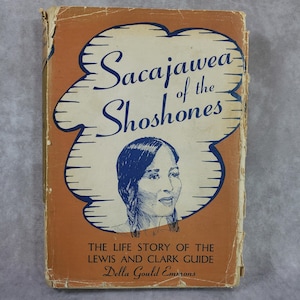 Sacajawea
of the
Shoshones
THE LIFE STORY OF THE
LEWIS AND CLARK GUIDE
Della Gould Emmons